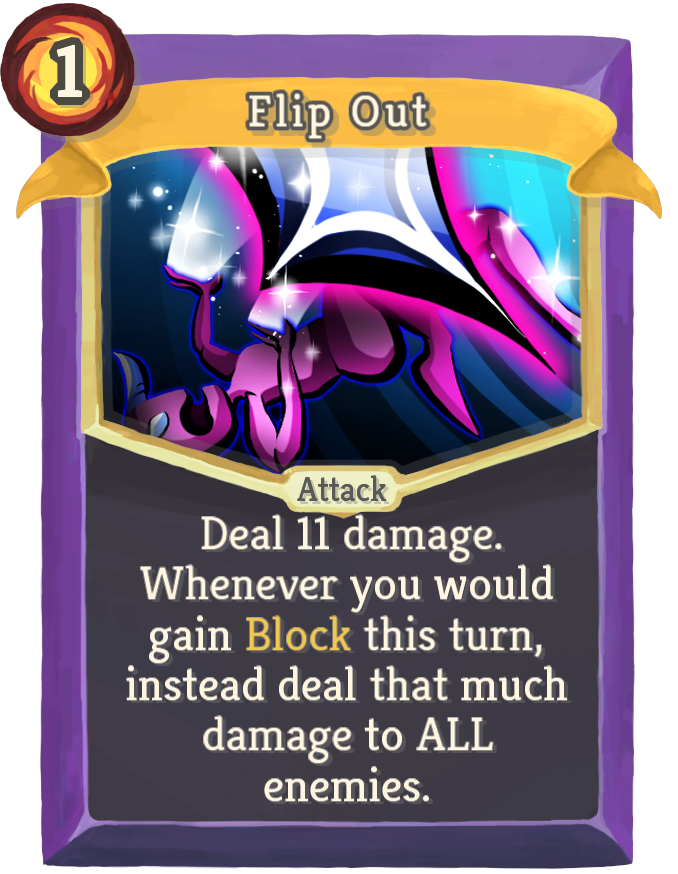 1
Flip Out
Attack
Deal 11 damage.
Whenever you would
gain Block this turn,
instead deal that much
damage to ALL
enemies.